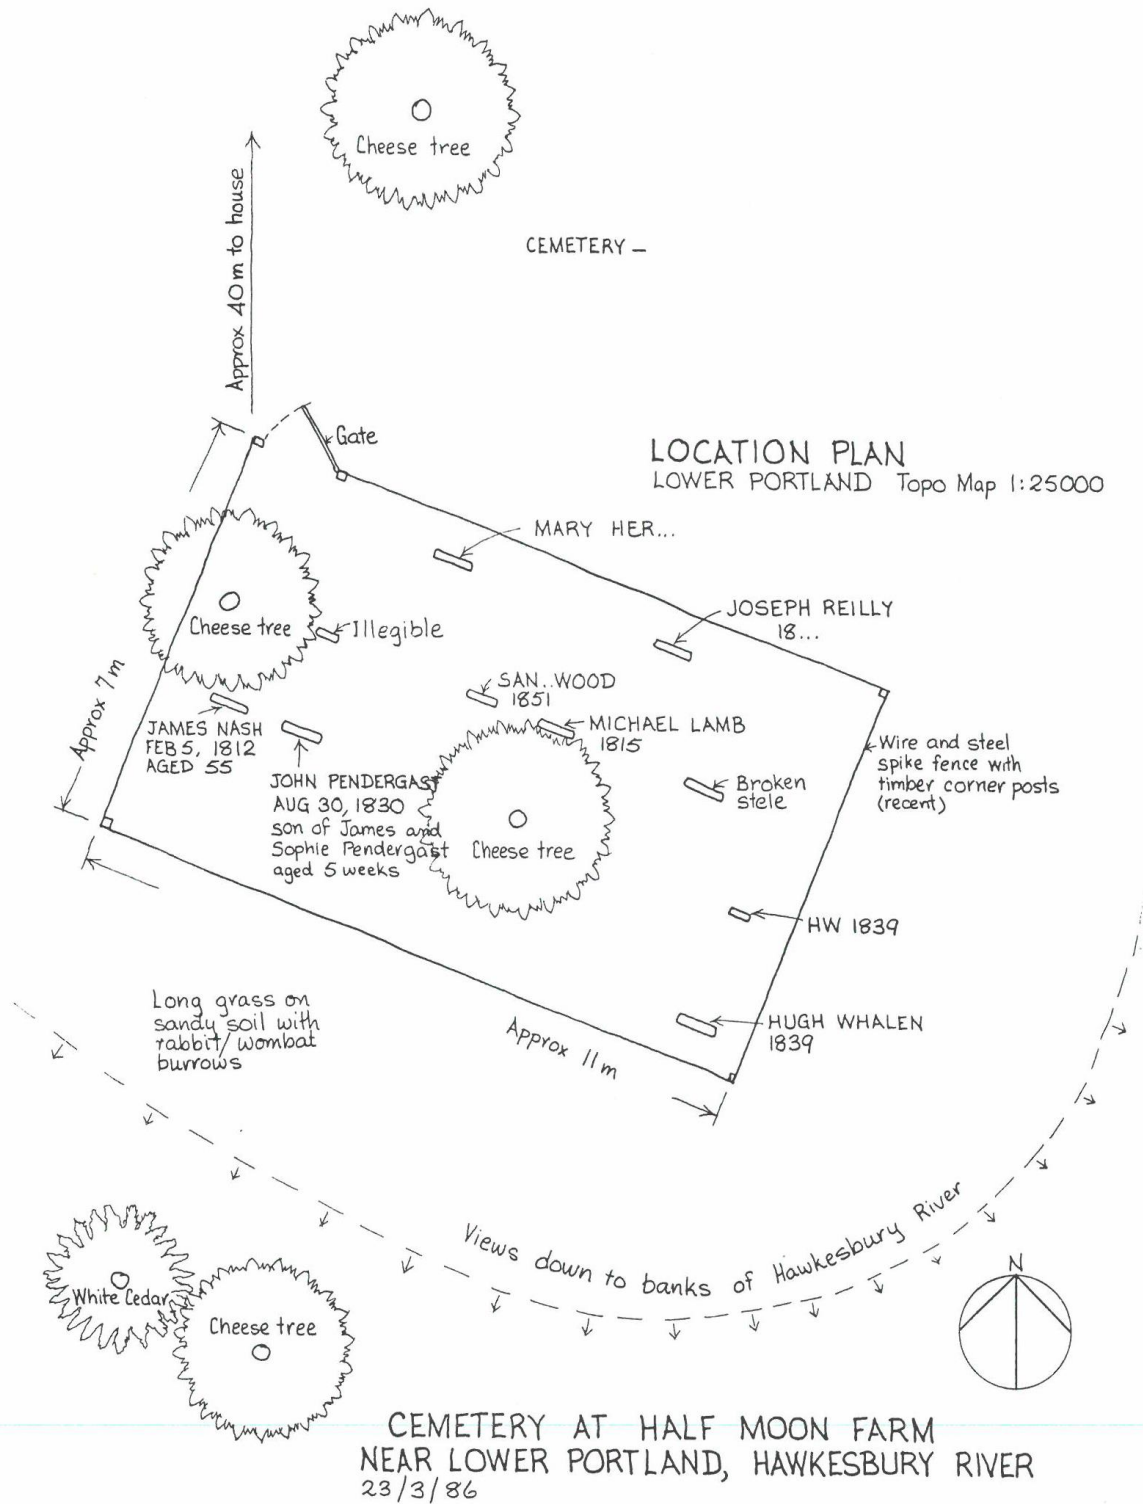 Cheese tree
Approx 40m to house
CEMETERY –
Gate
LOCATION PLAN
LOWER PORTLAND Topo Map 1:25000
MARY HER...
JOSEPH REILLY
18...
Cheese tree
Illegible
SAN..WOOD
1851
MICHAEL LAMB
1815
Approx 7m
JAMES NASH
FEB 5, 1812
AGED 55
JOHN PENDERGAST
AUG 30, 1830
son of James and
Sophie Pendergast
aged 5 weeks
Cheese tree
Broken
stele
Wire and steel
spike fence with
timber corner posts
(recent)
HW 1839
HUGH WHALEN
1839
Long grass on
sandy soil with
rabbit/wombat
burrows
Approx 11m
Views down to banks of Hawkesbury River
White Cedar
Cheese tree
N
CEMETERY AT HALF MOON FARM
NEAR LOWER PORTLAND, HAWKESBURY RIVER
23/3/86